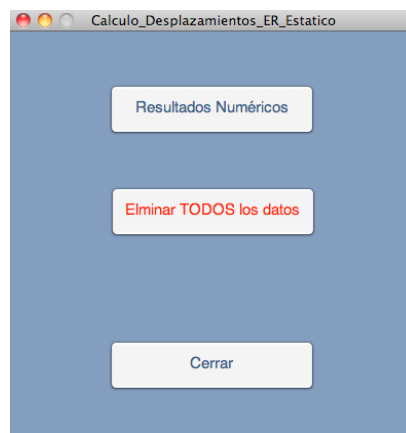 Calculo_Desplazamientos_ER_Estatico
Resultados Numéricos
Elminar TODOS los datos
Cerrar